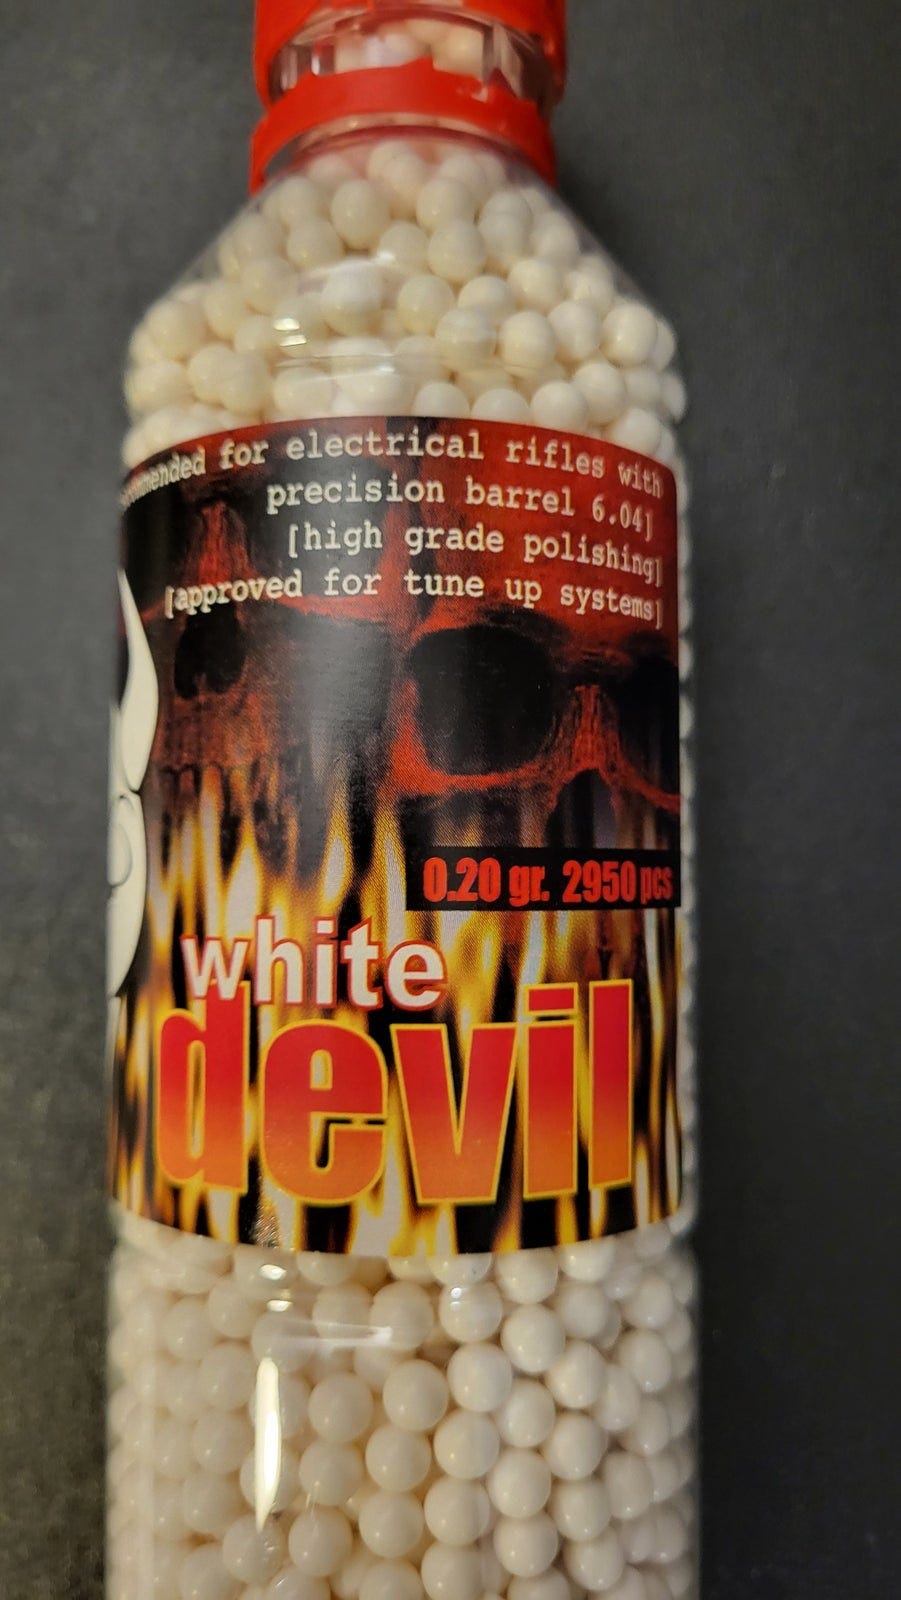 for electrical rifles with
precision barrel 6.04]
[high grade polishing]
[approved for tune up systems]
0.20 gr. 2950 pcs
white
devil